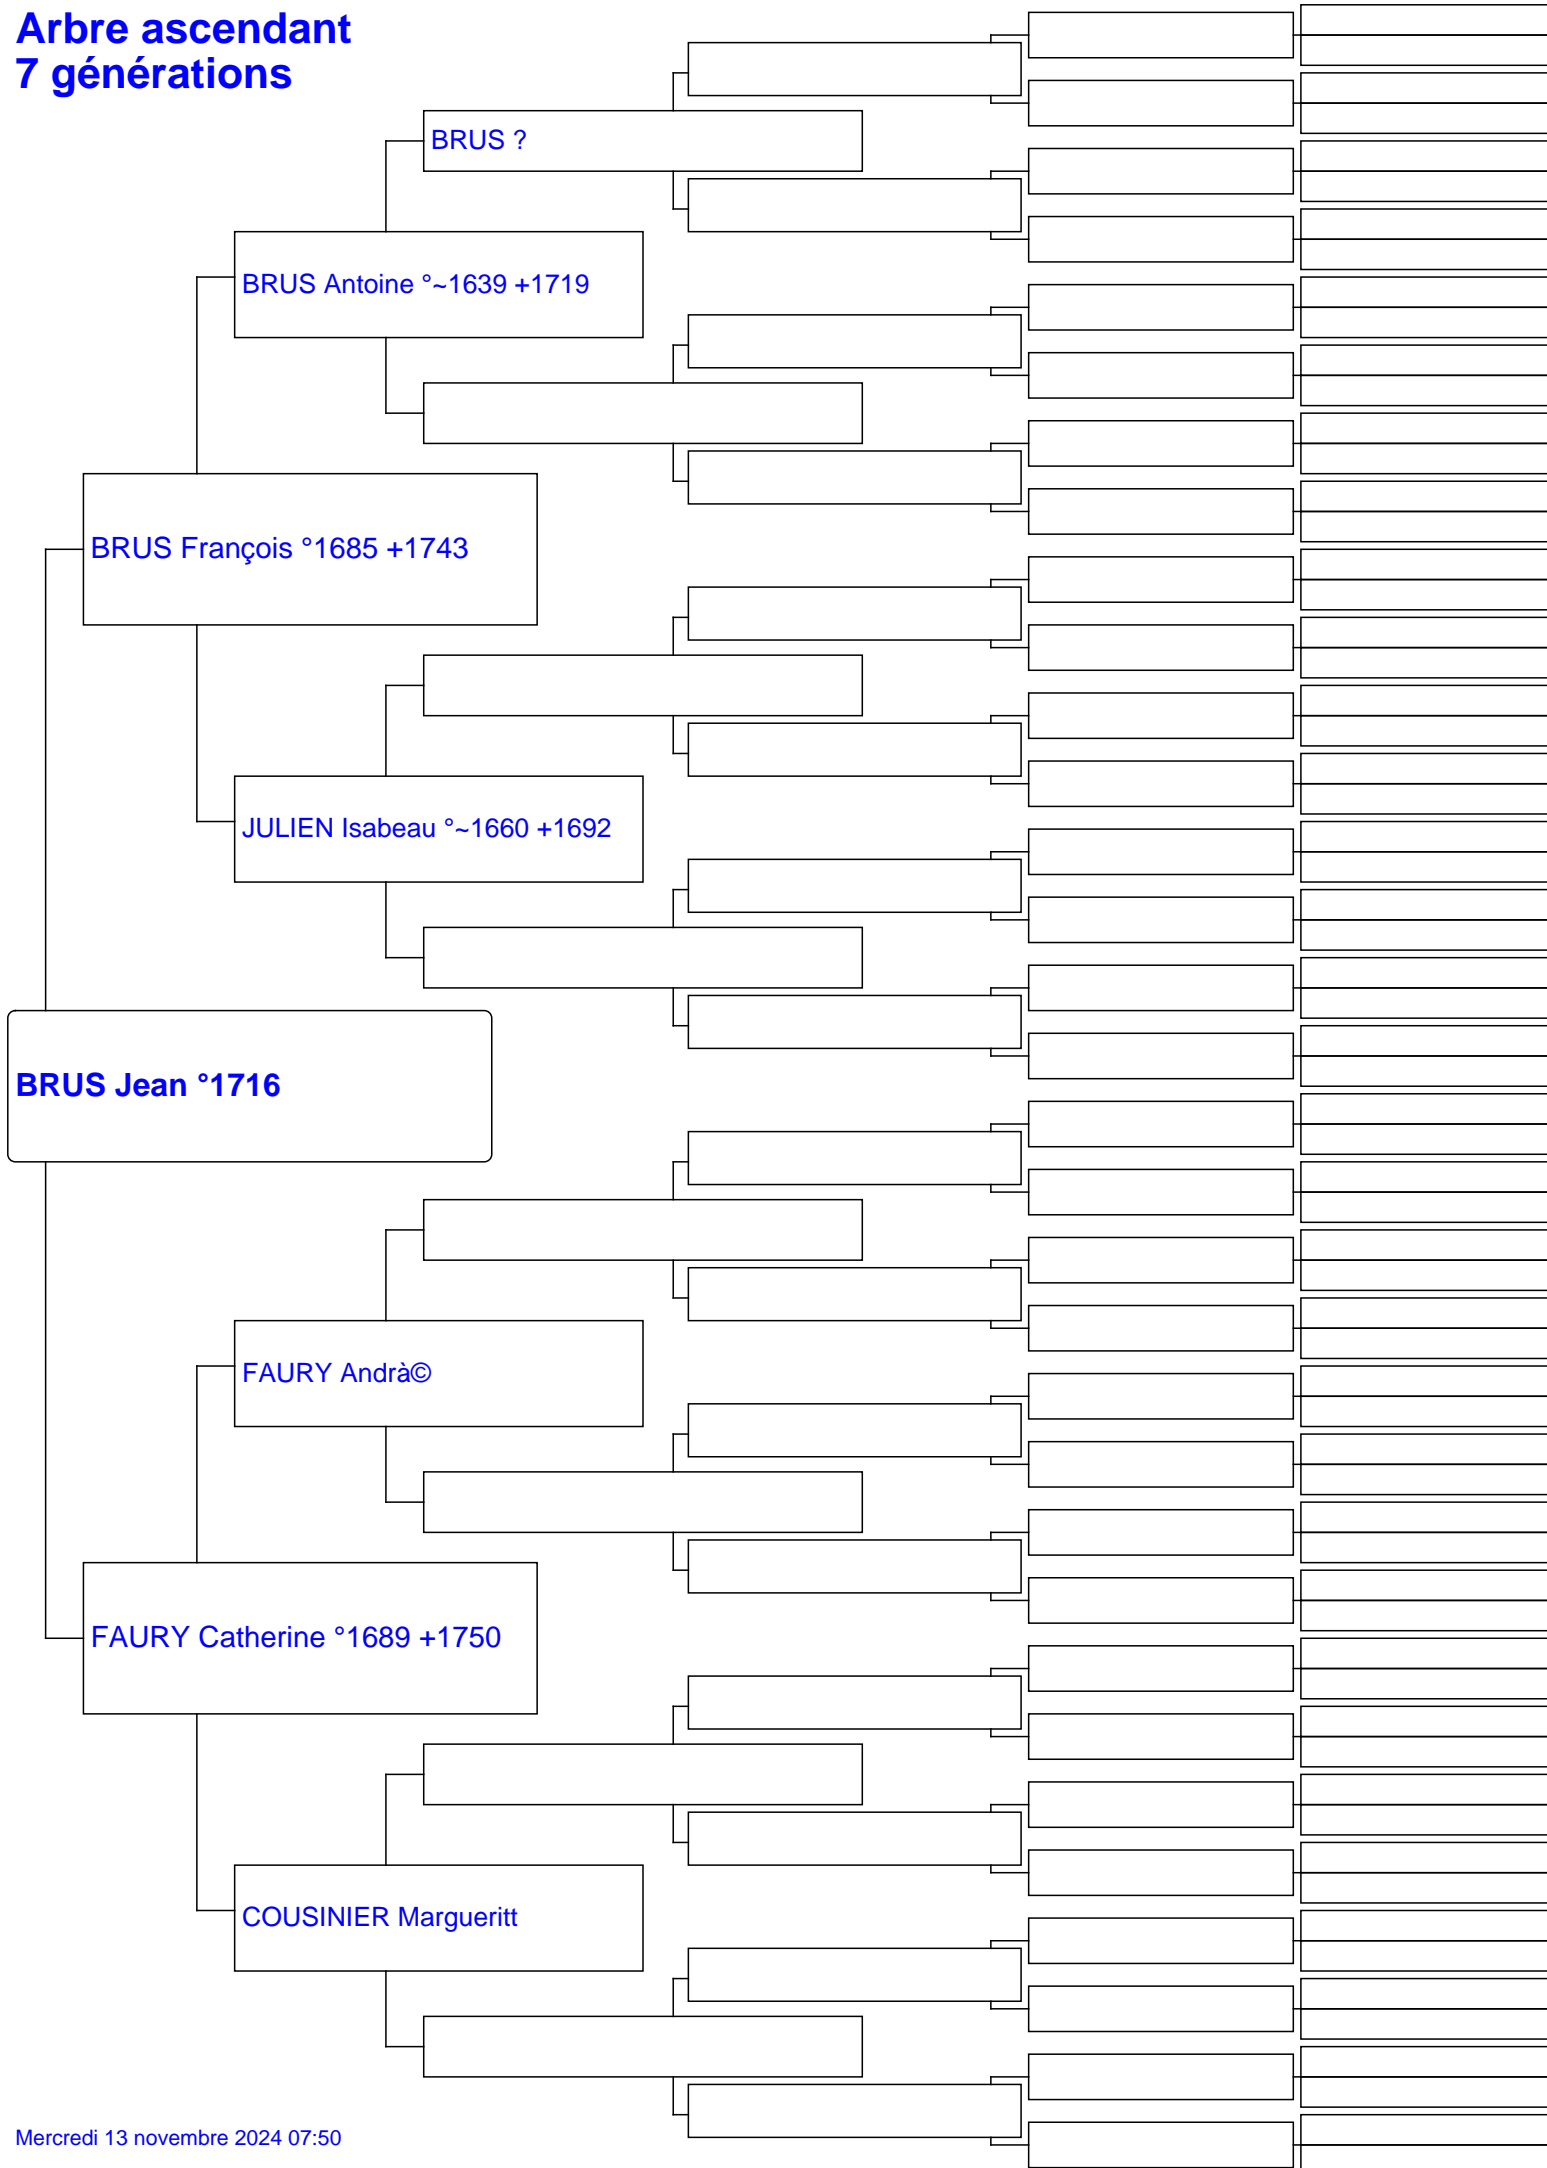 Arbre ascendant
7 générations
BRUS ?
BRUS Antoine °~1639 +1719
BRUS François °1685 +1743
JULIEN Isabeau °~1660 +1692
BRUS Jean °1716
FAURY Andrà©
FAURY Catherine °1689 +1750
COUSINIER Margueritt
Mercredi 13 novembre 2024 07:50